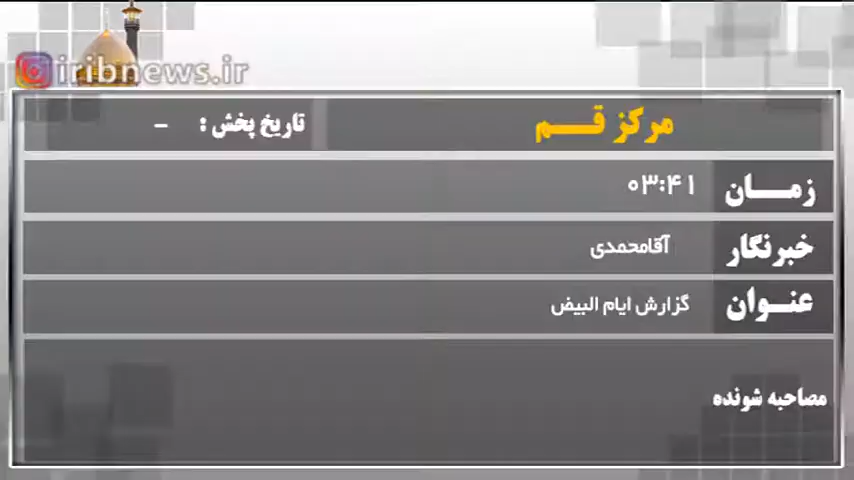 iribnews.ir
مرکز قم
تاریخ پخش : -
زمان ۰۳:۴۱
خبرنگار آقامحمدی
عنوان گزارش ایام البیض
مصاحبه شونده